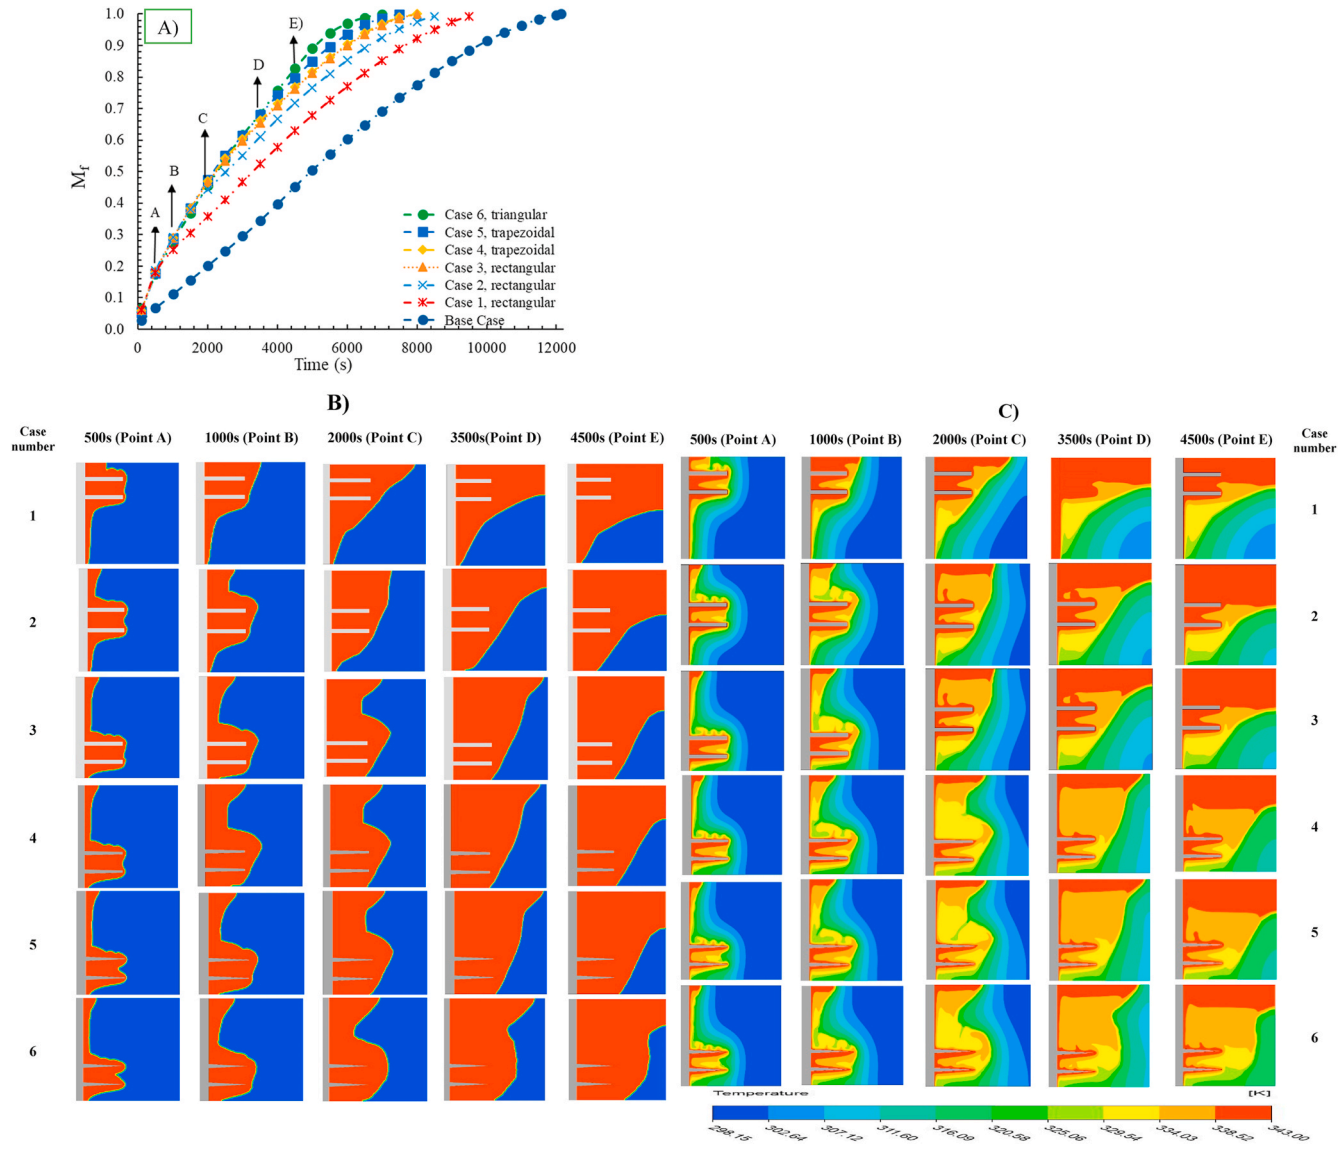 A)
1.0
0.9
0.8
0.7
0.6
0.5
0.4
0.3
0.2
0.1
0.0
M_f
A
B
C
D
E)
Case 6, triangular
Case 5, trapezoidal
Case 4, trapezoidal
Case 3, rectangular
Case 2, rectangular
Case 1, rectangular
Base Case
0 2000 4000 6000 8000 10000 12000
Time (s)
B)
Case number
500s (Point A) 1000s (Point B) 2000s (Point C) 3500s(Point D) 4500s (Point E)
1
2
3
4
5
6
C)
500s (Point A) 1000s (Point B) 2000s (Point C) 3500s (Point D) 4500s (Point E)
Case number
1
2
3
4
5
6
Temperature [K]
298.15 302.64 307.12 311.60 316.09 320.58 325.06 329.54 334.03 338.52 343.00